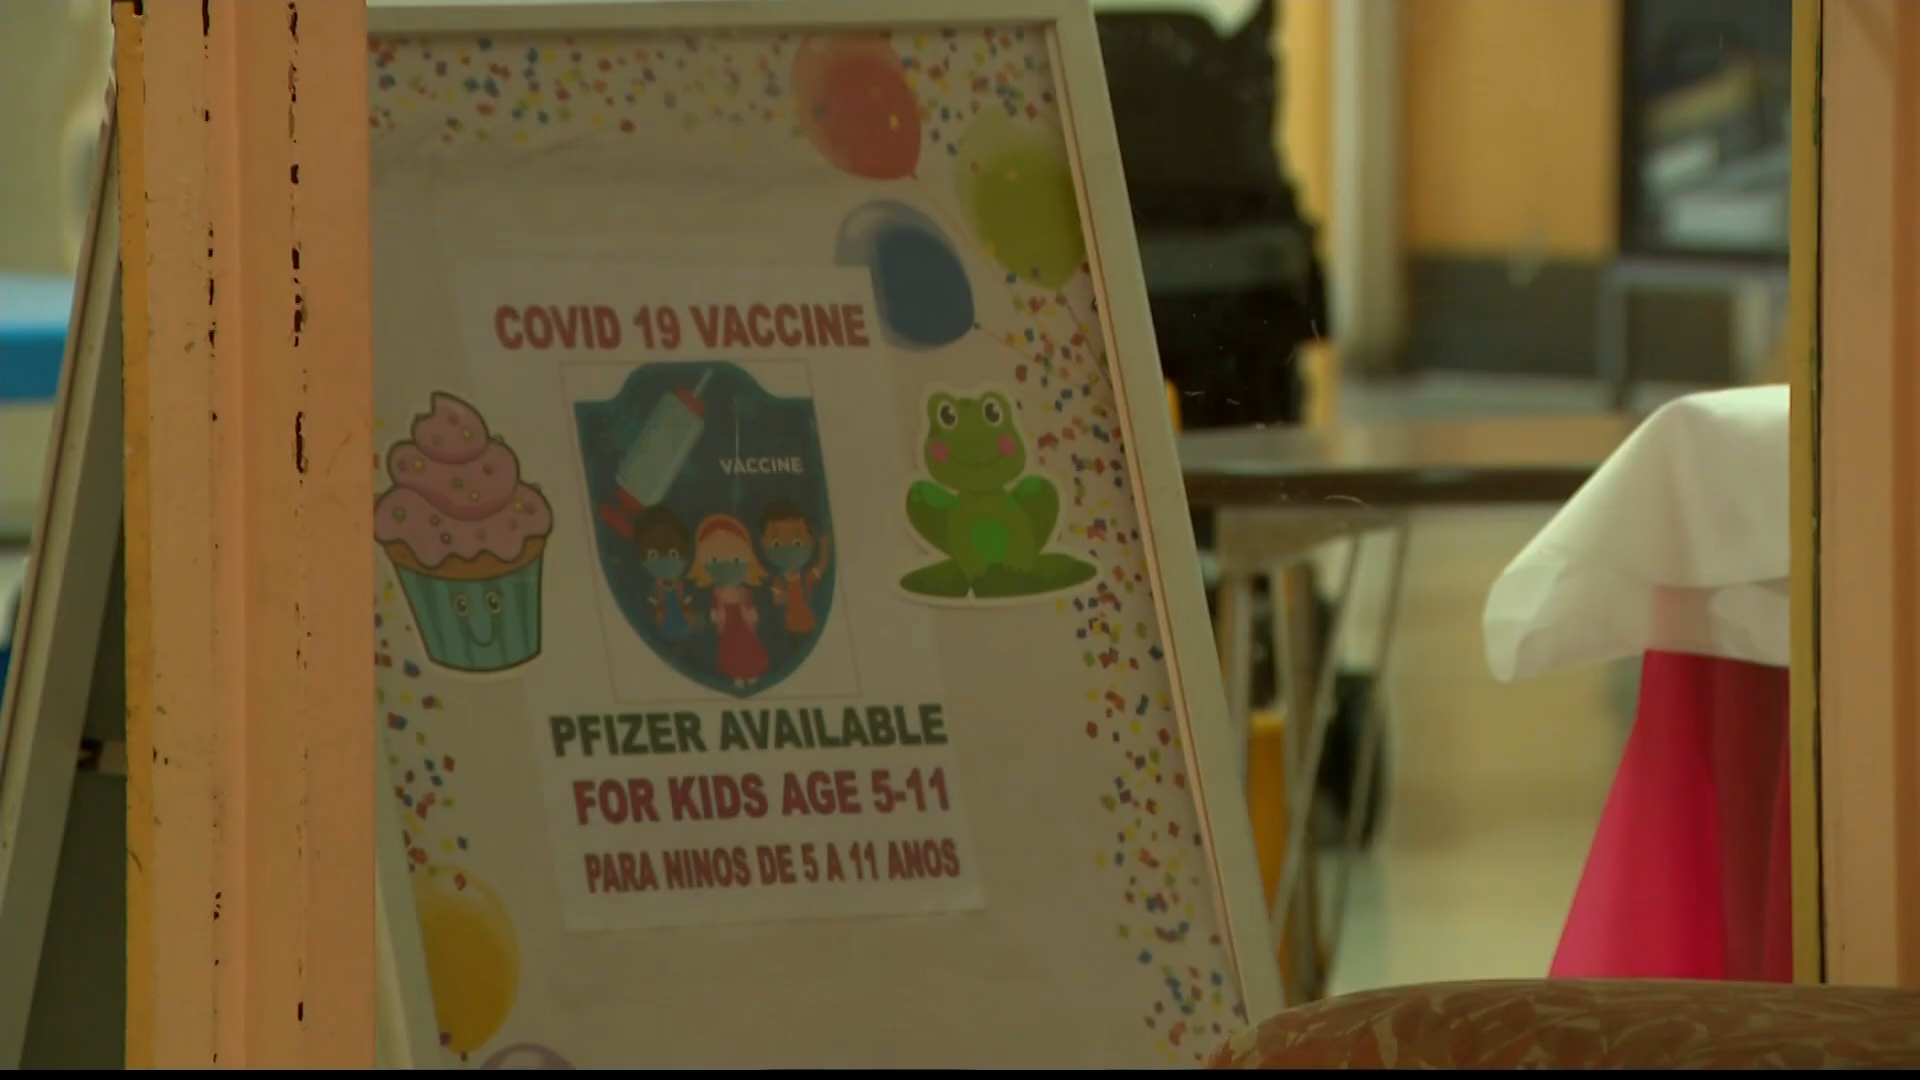 COVID 19 VACCINE
VACCINE
PFIZER AVAILABLE
FOR KIDS AGE 5-11
PARA NINOS DE 5 A 11 ANOS